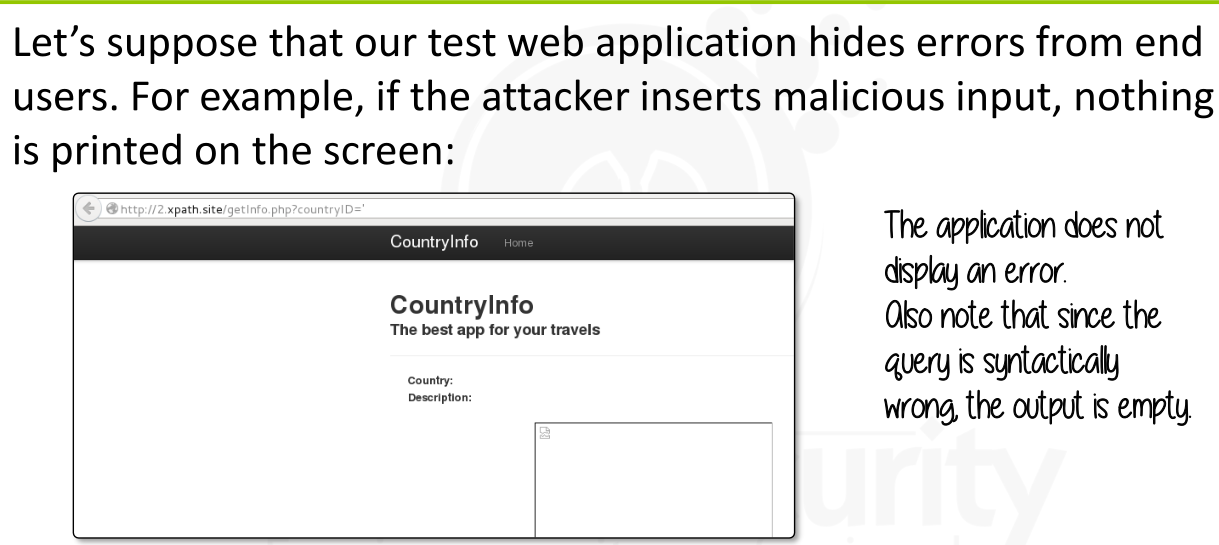 Let's suppose that our test web application hides errors from end
users. For example, if the attacker inserts malicious input, nothing
is printed on the screen:
http://2.xpath.site/getInfo.php?countryID='
CountryInfo Home
CountryInfo
The best app for your travels
Country:
Description:
The application does not
display an error.
Also note that since the
query is syntactically
wrong, the output is empty.
urity